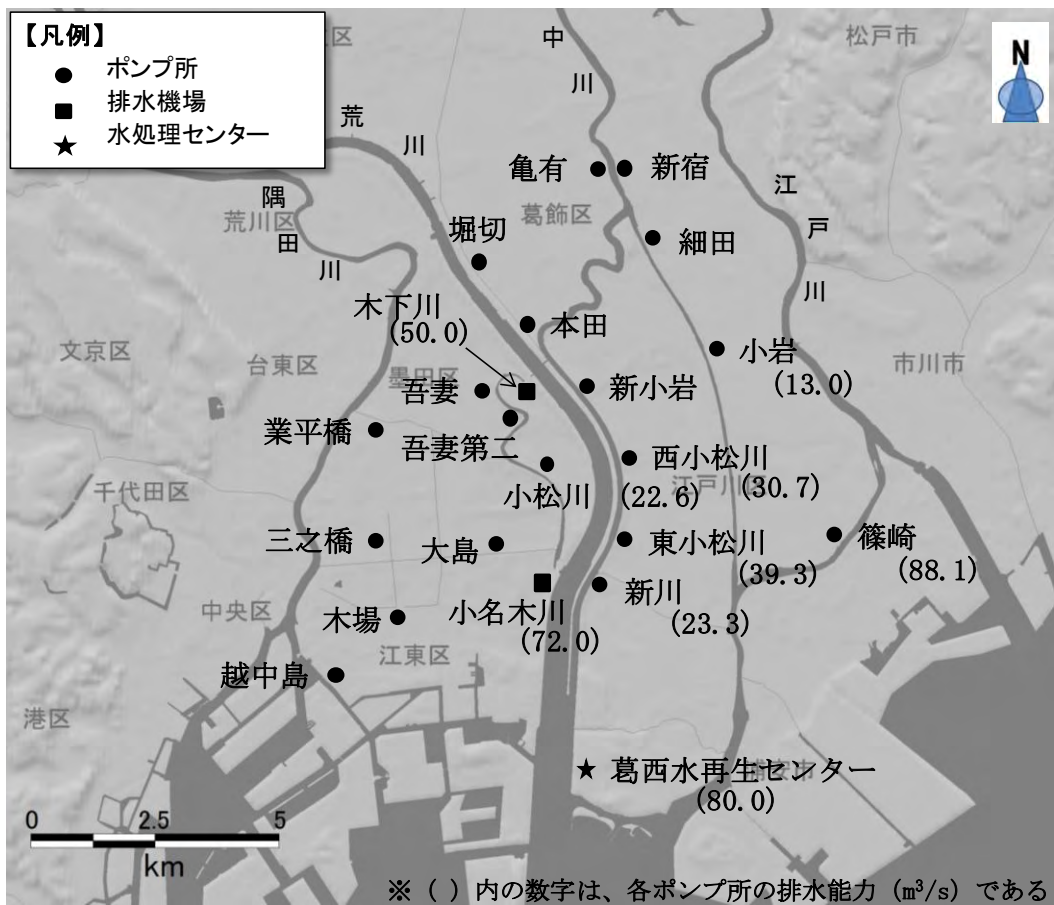 【凡例】
● ポンプ所
■ 排水機場
★ 水処理センター
区
中川
松戸市
N
荒川
隅田川
荒川区
亀有
新宿
葛飾区
江戸川
堀切
細田
木下川
(50.0)
本田
小岩
(13.0)
文京区
台東区
墨田区
市川市
吾妻
新小岩
業平橋
吾妻第二
西小松川
(30.7)
江戸川区
千代田区
小松川
(22.6)
三之橋
大島
東小松川
(39.3)
篠崎
(88.1)
中央区
木場
小名木川
(72.0)
新川
(23.3)
江東区
越中島
港区
葛西水再生センター
(80.0)
浦安市
0 2.5 5
km
※ ( ) 内の数字は、各ポンプ所の排水能力 (m³/s) である